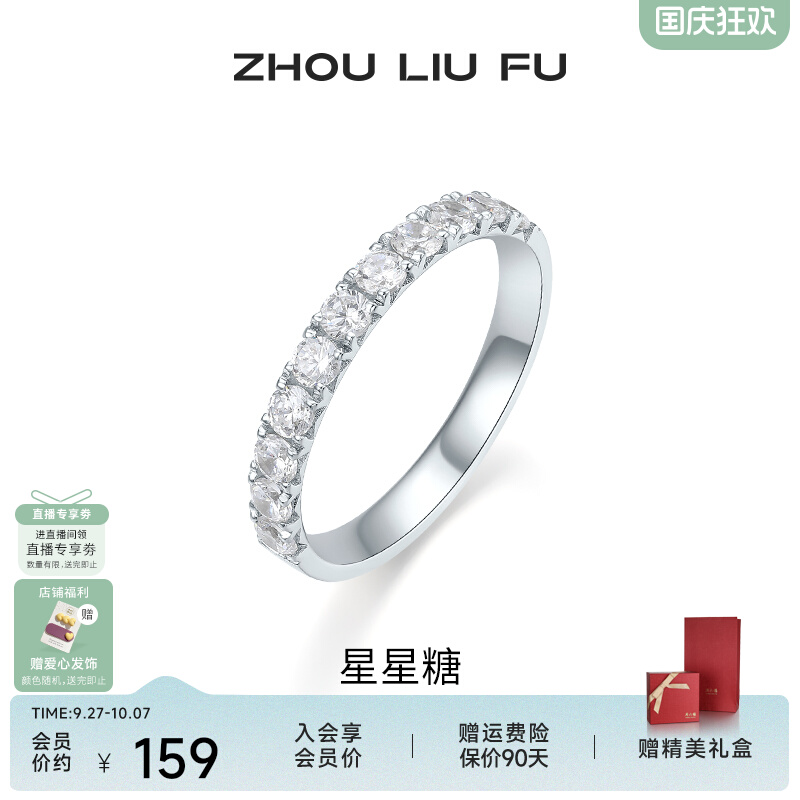 国庆狂欢
ZHOU LIU FU
直播专享券
进直播间领
直播专享券
数量有限,送完即止
店铺福利
赠
赠爱心发饰
颜色随机,送完即止
星星糖
TIME:9.27-10.07
会员
价约
¥ 159
入会享
会员价
赠运费险
保价90天
赠精美礼盒